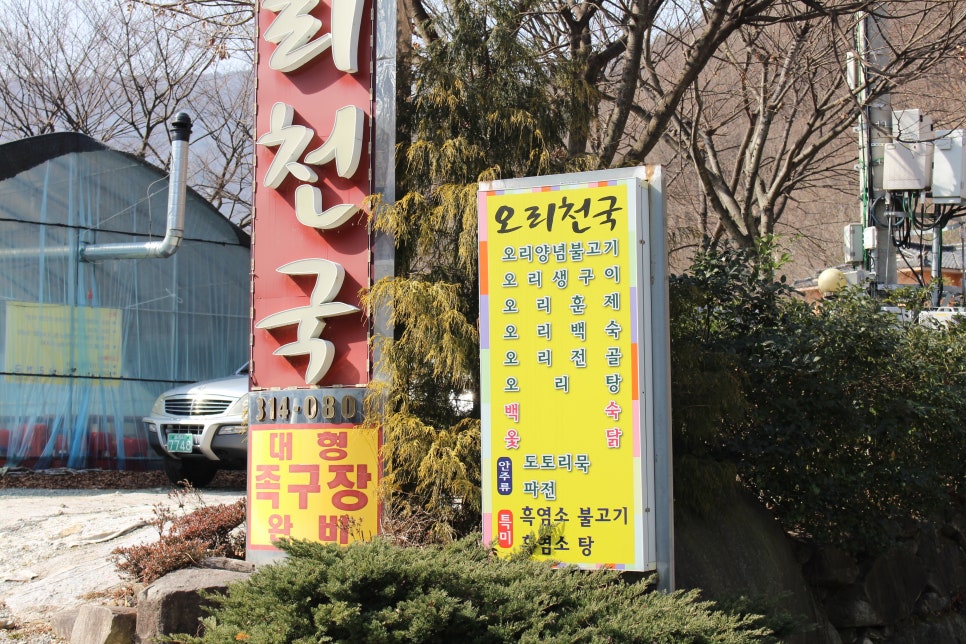 리
천
국
314-080
대형
족구장
완비
7748
오리천국
오리양념불고기
오리생구이
오리훈제
오리백숙
오리전골
오리탕
백숙
옻닭
안주류
도토리묵
파전
특미
흑염소 불고기
흑염소 탕